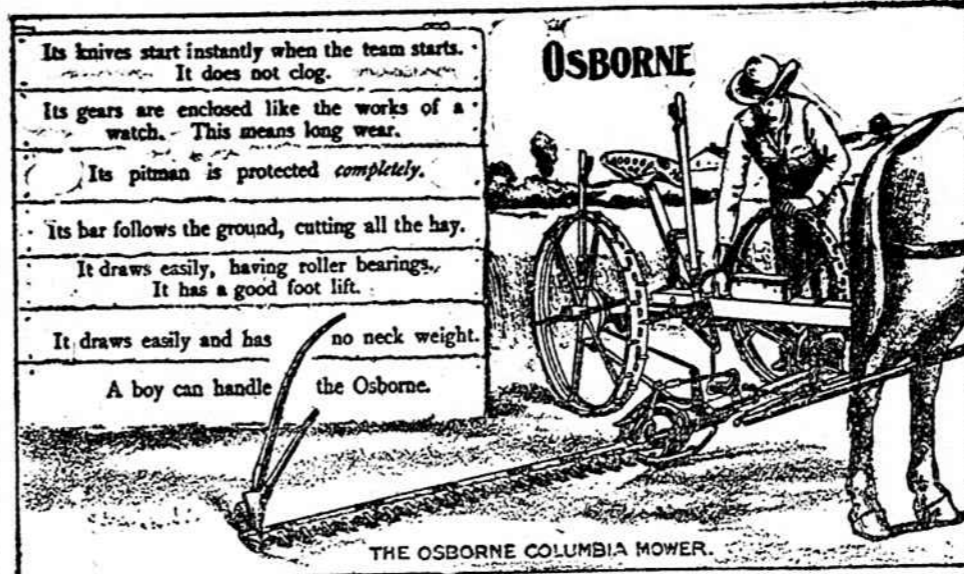 Its knives start instantly when the team starts.
It does not clog.
Its gears are enclosed like the works of a
watch. This means long wear.
Its pitman is protected completely.
Its bar follows the ground, cutting all the hay.
It draws easily, having roller bearings.
It has a good foot lift.
It draws easily and has no neck weight.
A boy can handle the Osborne.
OSBORNE
THE OSBORNE COLUMBIA MOWER.